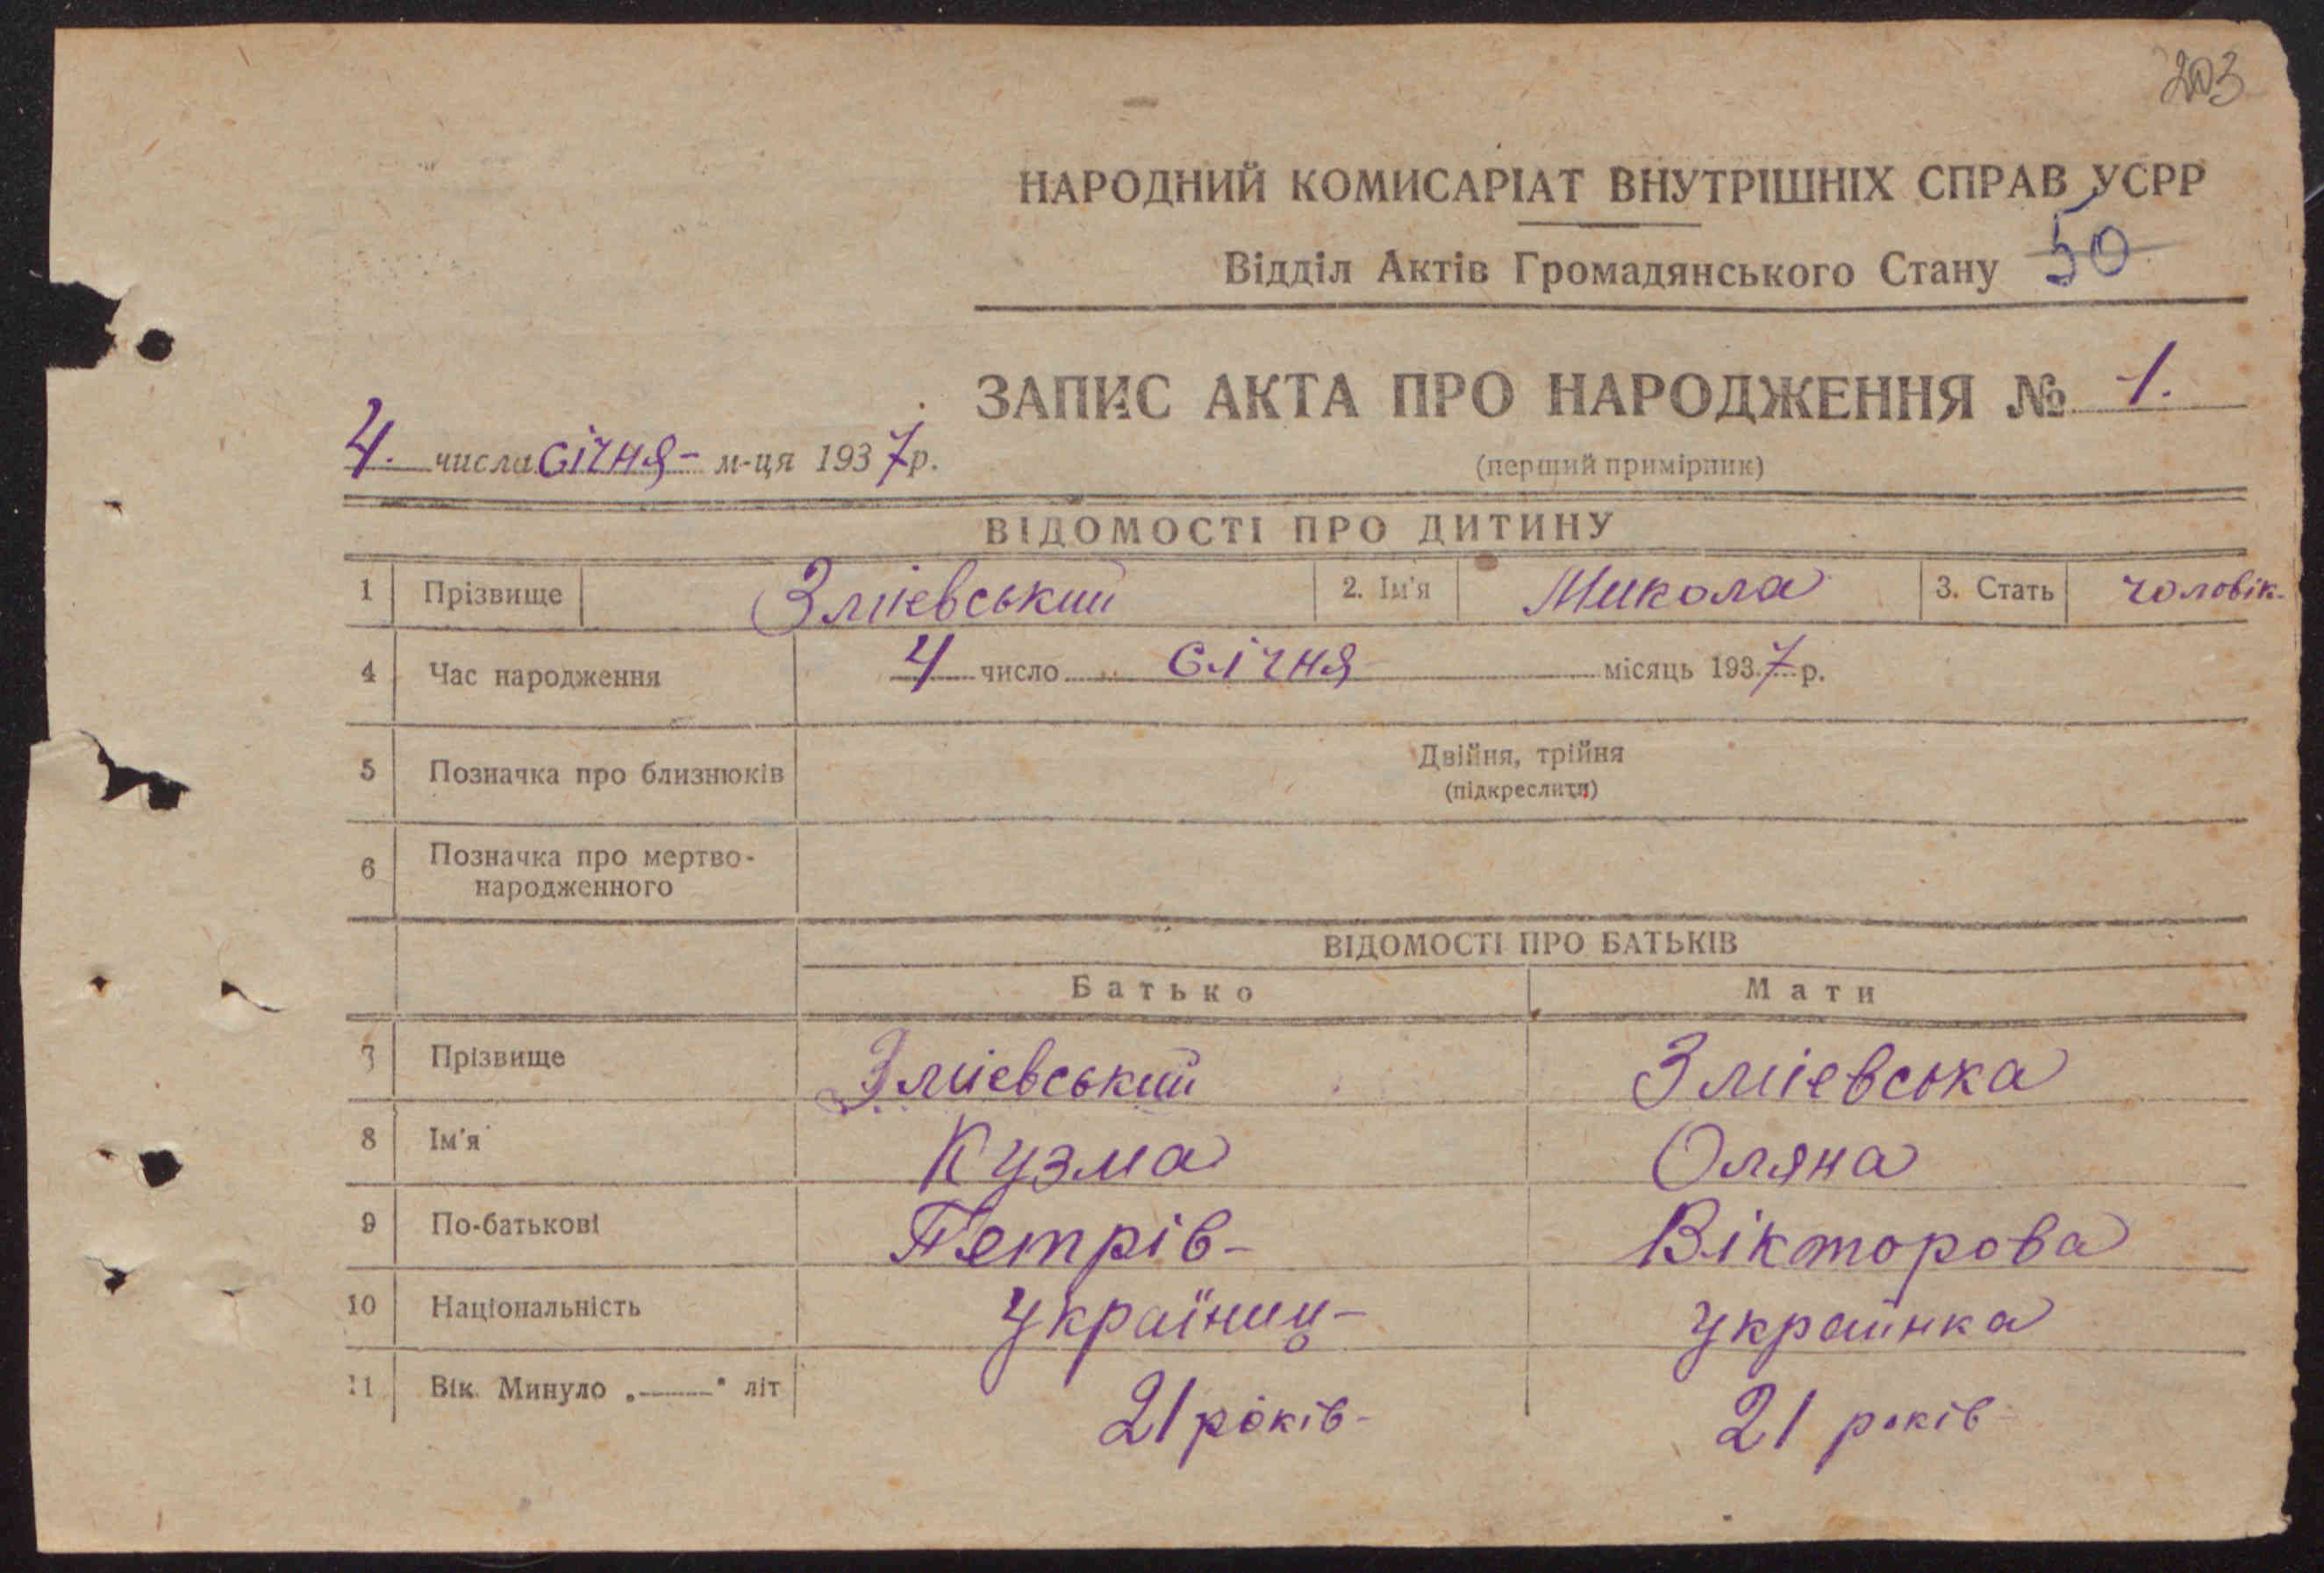 203
НАРОДНИЙ КОМИСАРІАТ ВНУТРІШНІХ СПРАВ УСРР
Відділ Актів Громадянського Стану 50
ЗАПИС АКТА ПРО НАРОДЖЕННЯ № 1.
4. числа січня - м-ця 1937 р.
(перший примірник)
ВІДОМОСТІ ПРО ДИТИНУ
1 Прізвище Зміевський 2. Ім'я Микола 3. Стать чоловік.
4 Час народження 4 число січня місяць 1937 р.
5 Позначка про близнюків Двійня, трійня
(підкреслити)
6 Позначка про мертво-
народженного
ВІДОМОСТІ ПРО БАТЬКІВ
Батько Мати
7 Прізвище Зміевський Зміевська
8 Ім'я Кузма Оляна
9 По-батькові Петрів- Вікторова
10 Національність Україниц- Украинка
11 Вік. Минуло „——" літ 21 років- 21 років